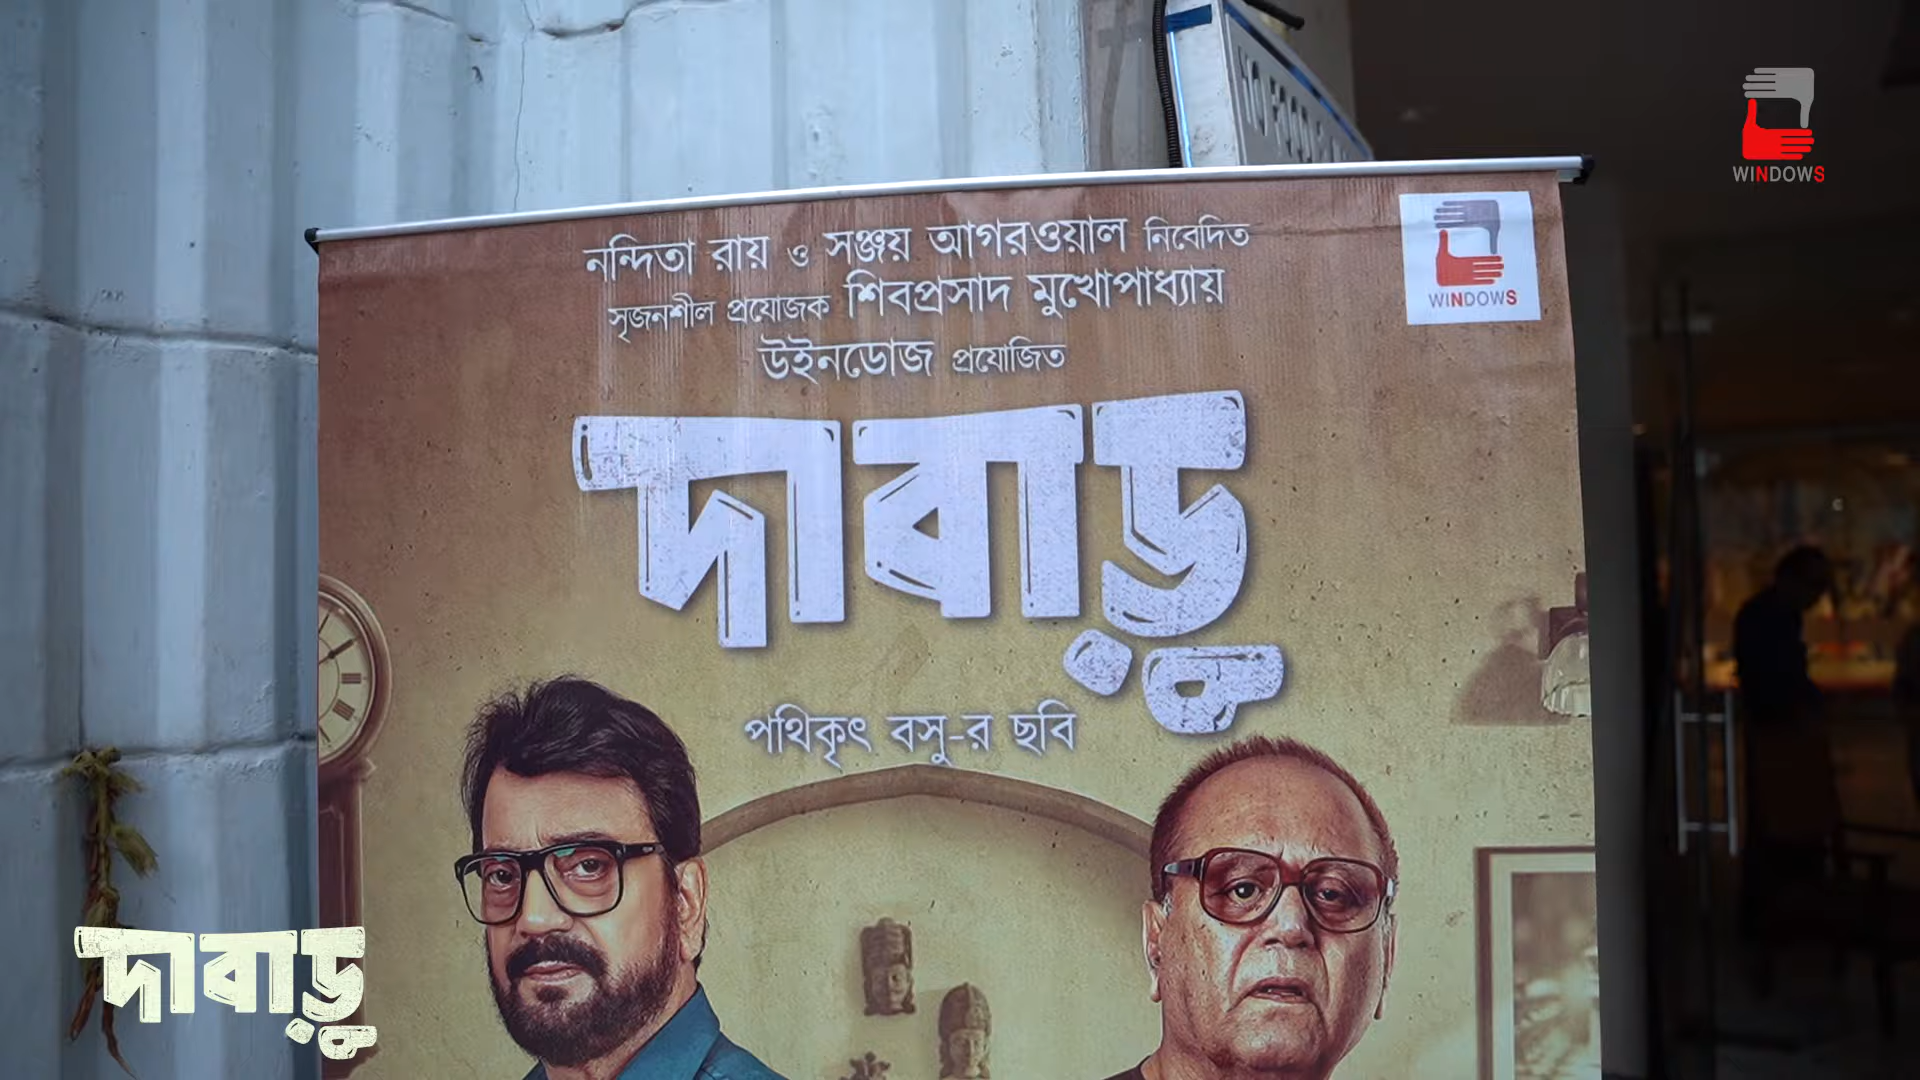 WINDOWS
নন্দিতা রায় ও সঞ্জয় আগরওয়াল নিবেদিত
সৃজনশীল প্রযোজক শিবপ্রসাদ মুখোপাধ্যায়
উইনডোজ প্রযোজিত
WINDOWS
দাবাড়ু
পথিকৃৎ বসু-র ছবি
দাবাড়ু